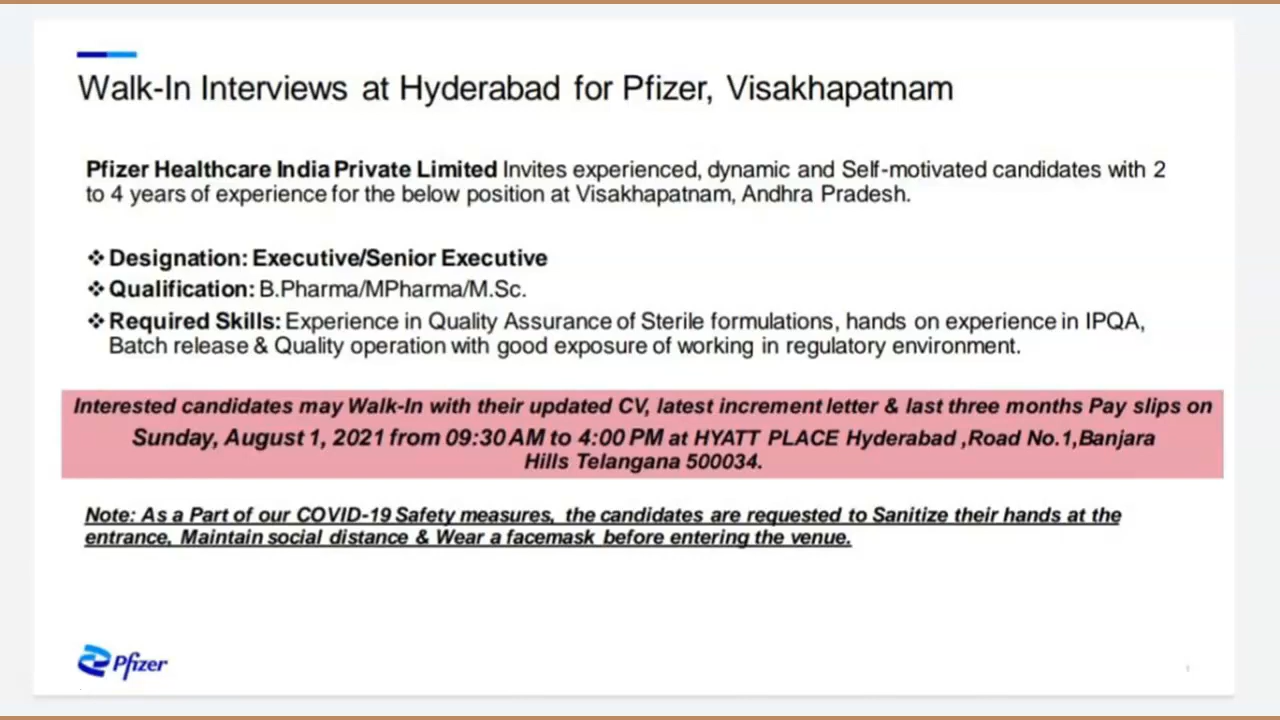 Walk-In Interviews at Hyderabad for Pfizer, Visakhapatnam
Pfizer Healthcare India Private Limited Invites experienced, dynamic and Self-motivated candidates with 2
to 4 years of experience for the below position at Visakhapatnam, Andhra Pradesh.
❖Designation: Executive/Senior Executive
❖Qualification: B.Pharma/MPharma/M.Sc.
❖Required Skills: Experience in Quality Assurance of Sterile formulations, hands on experience in IPQA,
Batch release & Quality operation with good exposure of working in regulatory environment.
Interested candidates may Walk-In with their updated CV, latest increment letter & last three months Pay slips on
Sunday, August 1, 2021 from 09:30 AM to 4:00 PM at HYATT PLACE Hyderabad ,Road No.1,Banjara
Hills Telangana 500034.
Note: As a Part of our COVID-19 Safety measures, the candidates are requested to Sanitize their hands at the
entrance, Maintain social distance & Wear a facemask before entering the venue.
Pfizer